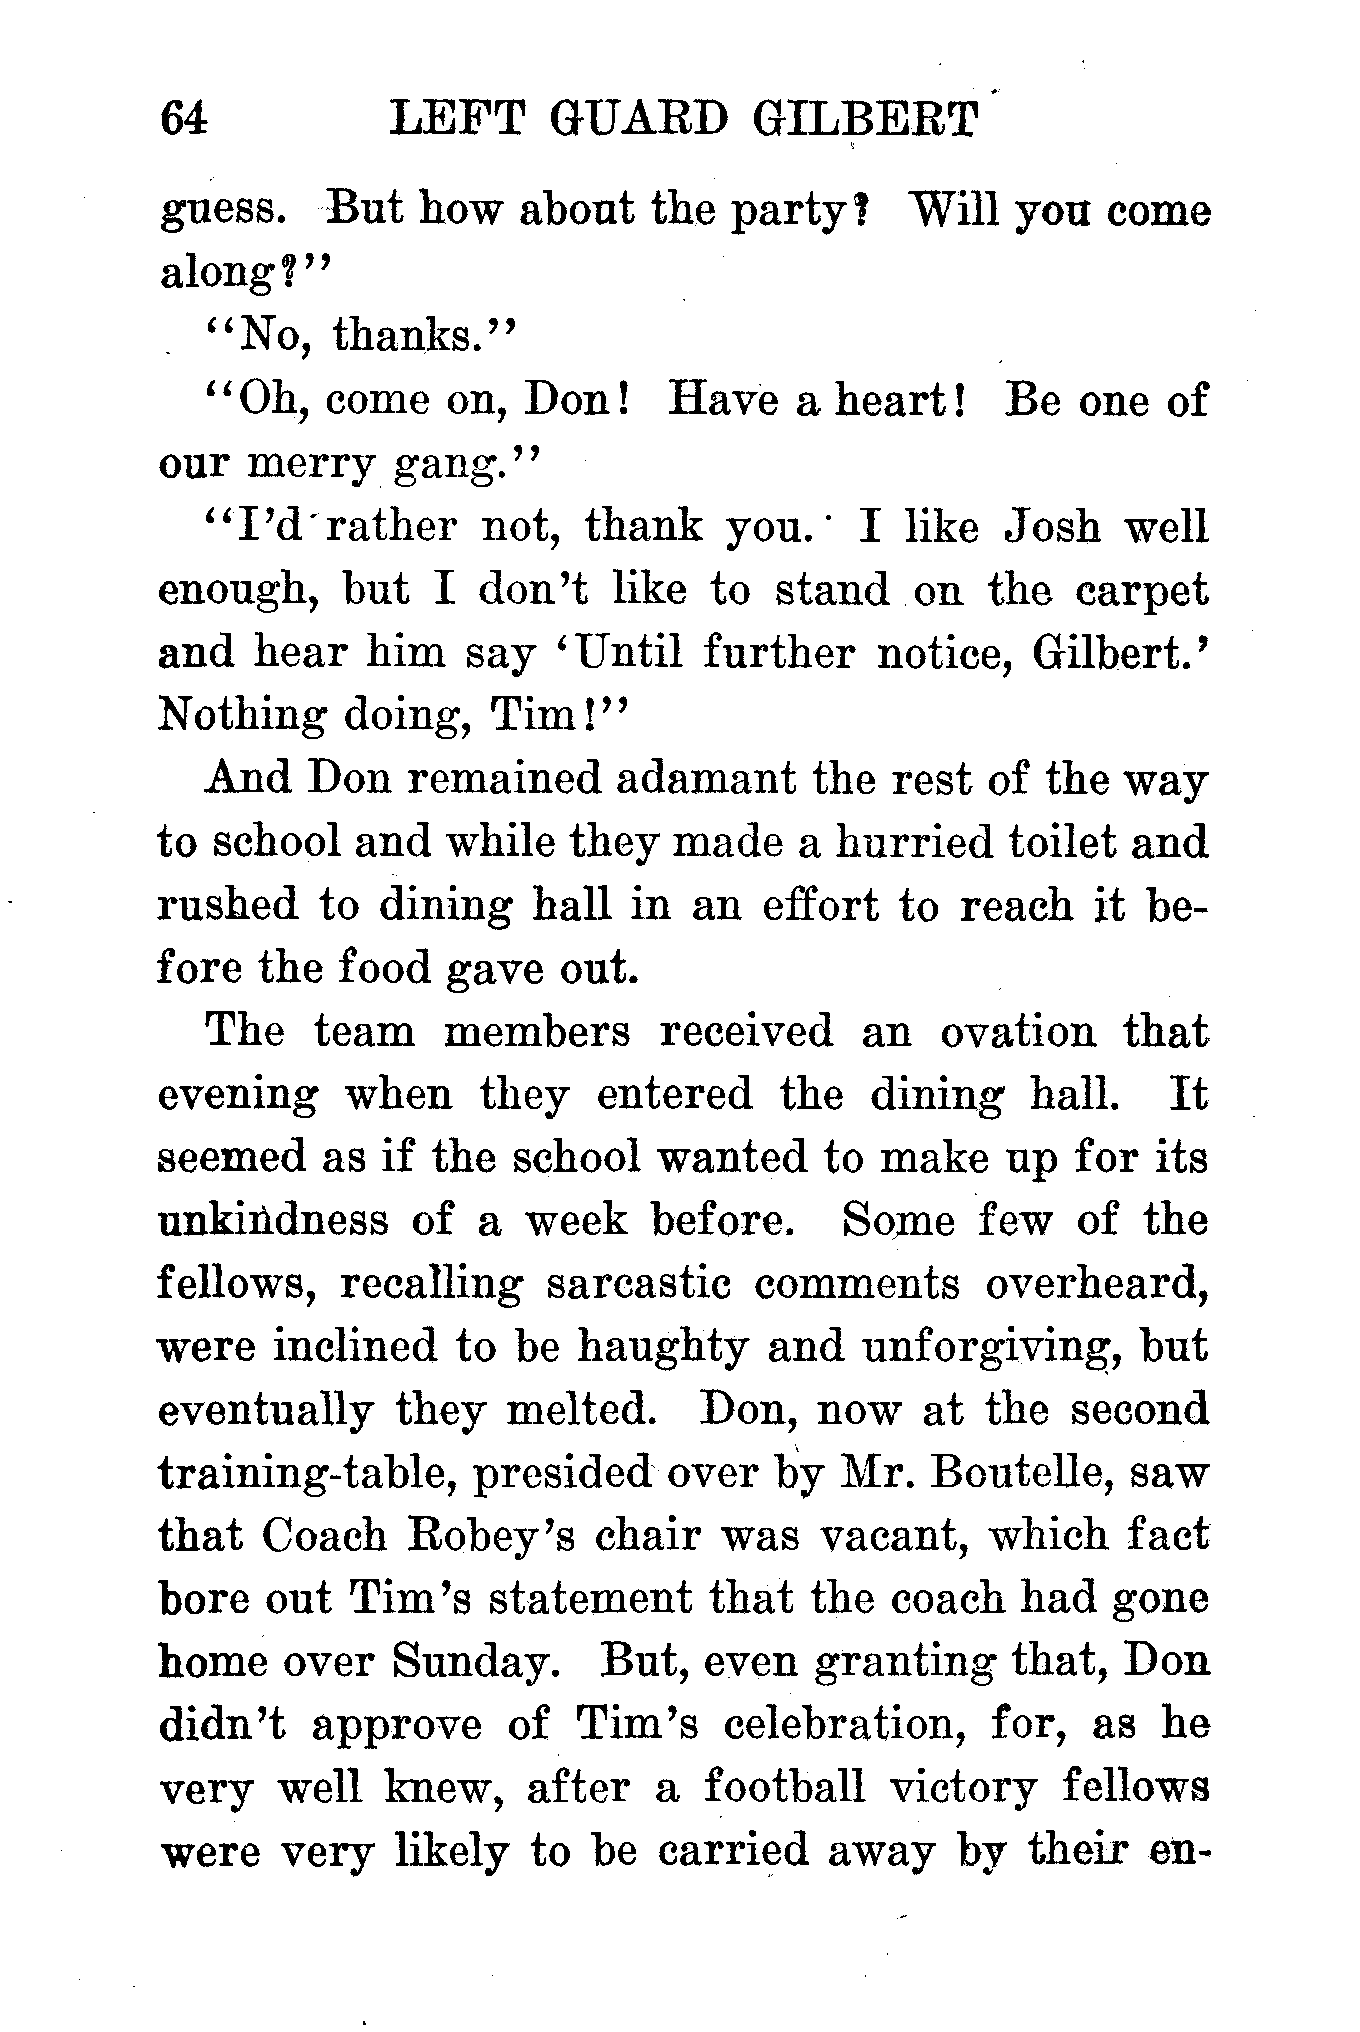 64 LEFT GUARD GILBERT
guess. But how about the party? Will you come
along?"
"No, thanks."
"Oh, come on, Don! Have a heart! Be one of
our merry gang."
"I'd rather not, thank you. I like Josh well
enough, but I don't like to stand on the carpet
and hear him say 'Until further notice, Gilbert.'
Nothing doing, Tim!"
And Don remained adamant the rest of the way
to school and while they made a hurried toilet and
rushed to dining hall in an effort to reach it be-
fore the food gave out.
The team members received an ovation that
evening when they entered the dining hall. It
seemed as if the school wanted to make up for its
unkindness of a week before. Some few of the
fellows, recalling sarcastic comments overheard,
were inclined to be haughty and unforgiving, but
eventually they melted. Don, now at the second
training-table, presided over by Mr. Boutelle, saw
that Coach Robey's chair was vacant, which fact
bore out Tim's statement that the coach had gone
home over Sunday. But, even granting that, Don
didn't approve of Tim's celebration, for, as he
very well knew, after a football victory fellows
were very likely to be carried away by their en-